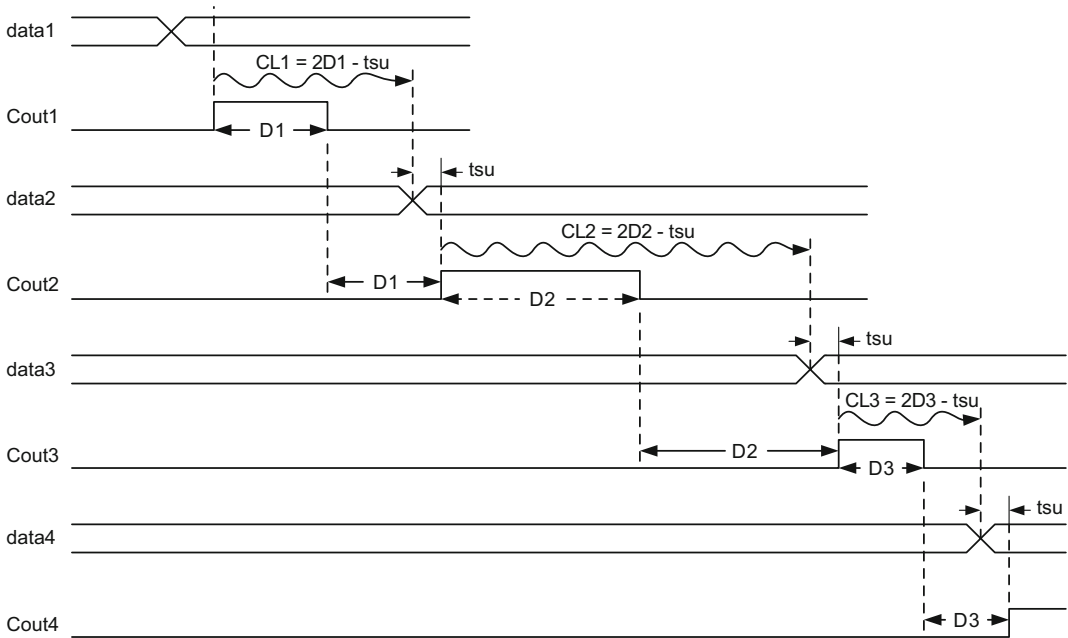 data1
CL1 = 2D1 - tsu
Cout1
D1
tsu
data2
CL2 = 2D2 - tsu
Cout2
D1
D2
tsu
data3
CL3 = 2D3 - tsu
Cout3
D2
D3
tsu
data4
Cout4
D3